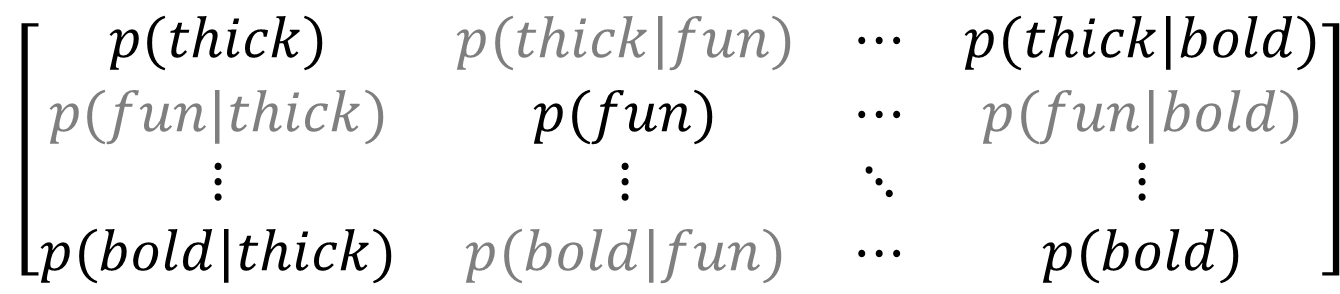 p(thick) p(thick|fun) ⋯ p(thick|bold)
p(fun|thick) p(fun) ⋯ p(fun|bold)
⋮ ⋮ ⋱ ⋮
p(bold|thick) p(bold|fun) ⋯ p(bold)